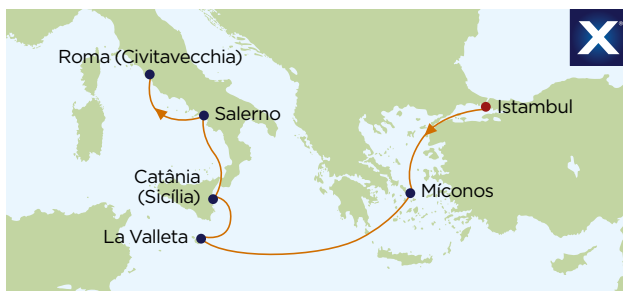 X
Roma (Civitavecchia)
Salerno
Istambul
Catânia
(Sicília)
Míconos
La Valleta